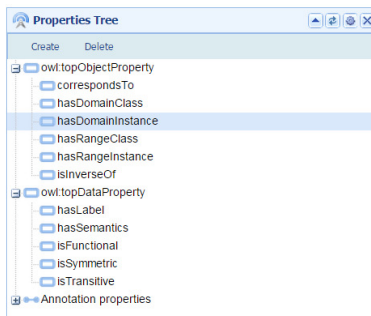 Properties Tree
Create Delete
owl:topObjectProperty
correspondsTo
hasDomainClass
hasDomainInstance
hasRangeClass
hasRangeInstance
isInverseOf
owl:topDataProperty
hasLabel
hasSemantics
isFunctional
isSymmetric
isTransitive
Annotation properties